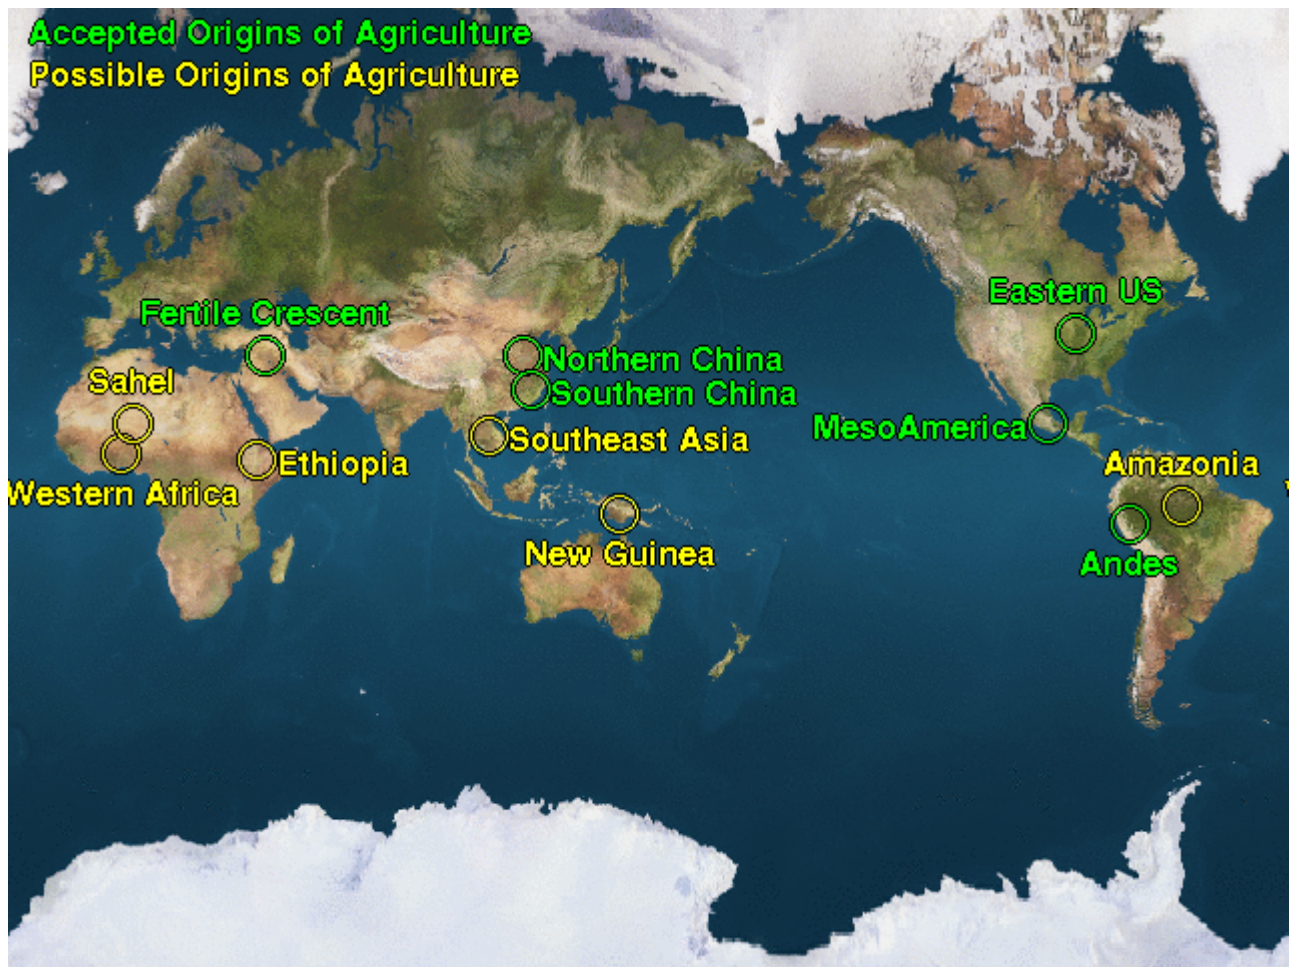 Accepted Origins of Agriculture
Possible Origins of Agriculture
Eastern US
Fertile Crescent
Northern China
Sahel
Southern China
MesoAmerica
Southeast Asia
Ethiopia
Amazonia
Western Africa
New Guinea
Andes